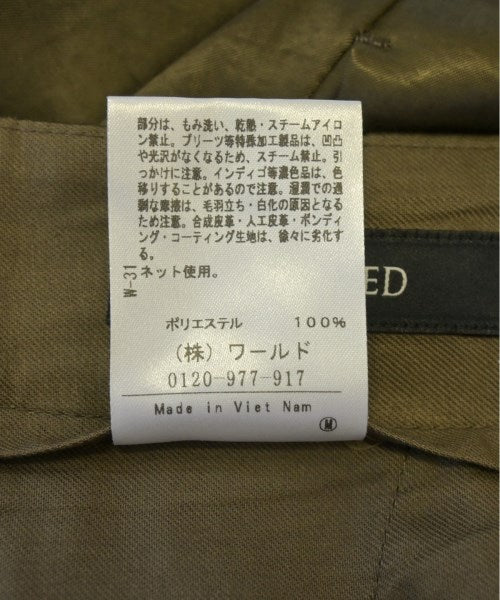 部分は、もみ洗い、乾熱・スチームアイロ
ン禁止。プリーツ等特殊加工製品は、凹凸
や光沢がなくなるため、スチーム禁止。引
っかけに注意。インディゴ等濃色品は、色
移りすることがあるので注意。湿潤での過
剰な摩擦は、毛羽立ち・白化の原因となる
ため注意。合成皮革・人工皮革・ボンディ
ング・コーティング生地は、徐々に劣化す
る。
W-31
ネット使用。
ED
ポリエステル 100%
(株) ワールド
0120-977-917
Made in Viet Nam
M